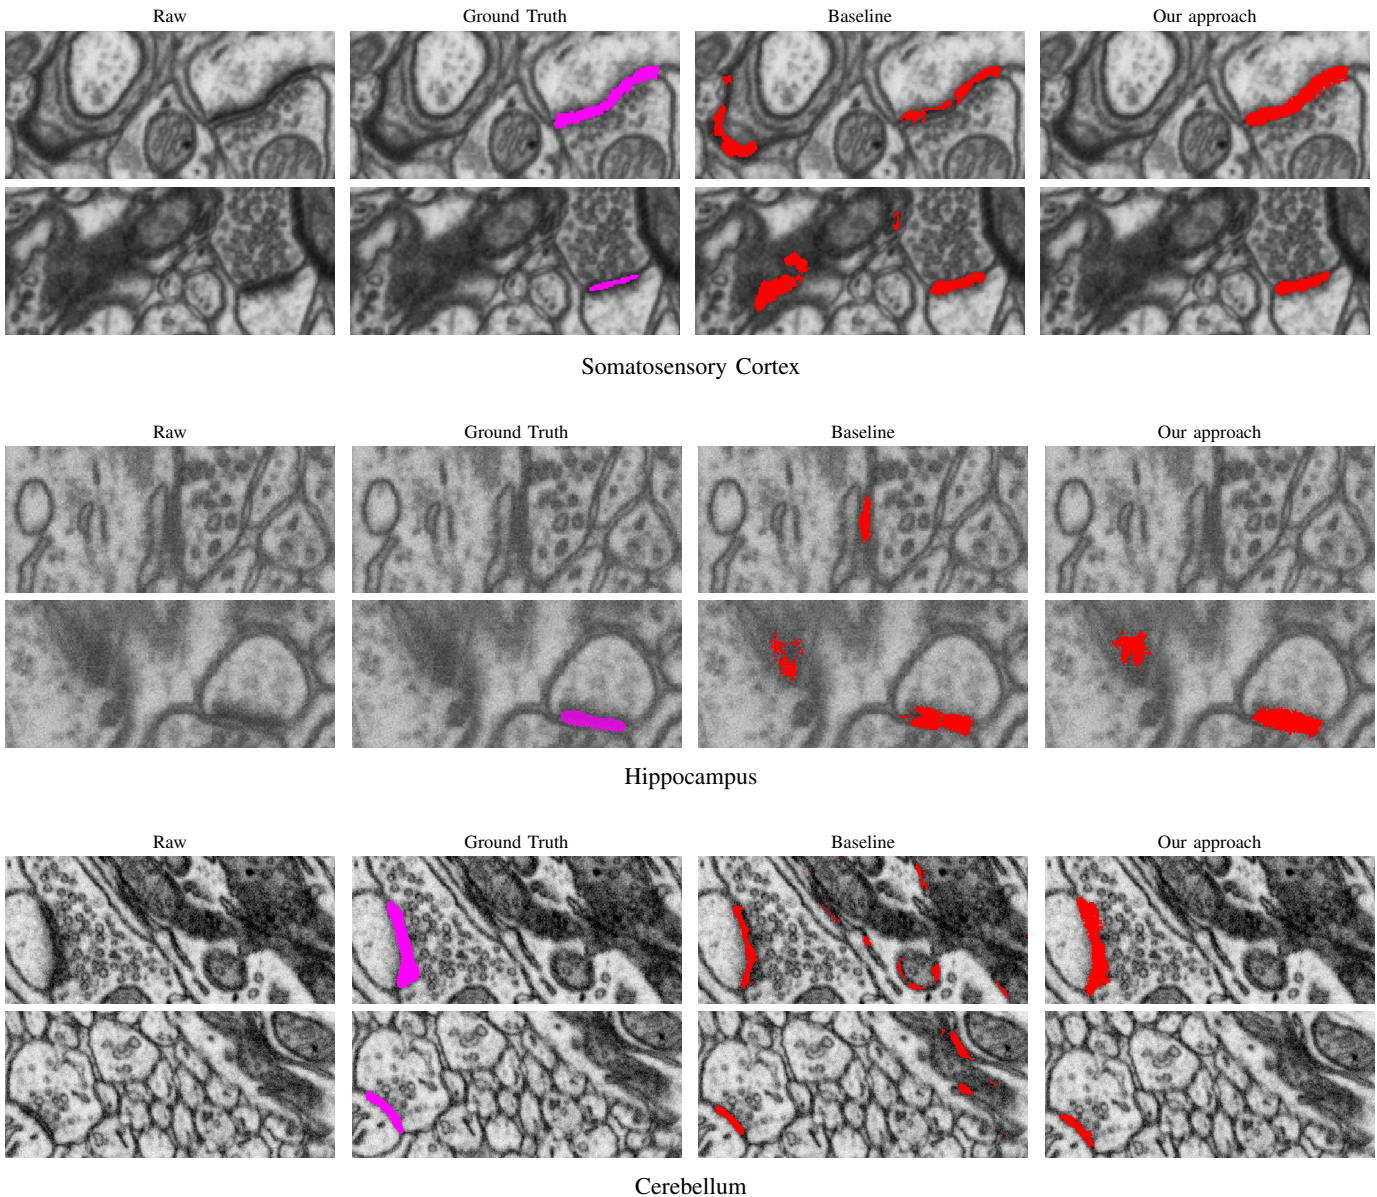 Raw Ground Truth Baseline Our approach
Somatosensory Cortex
Raw Ground Truth Baseline Our approach
Hippocampus
Raw Ground Truth Baseline Our approach
Cerebellum